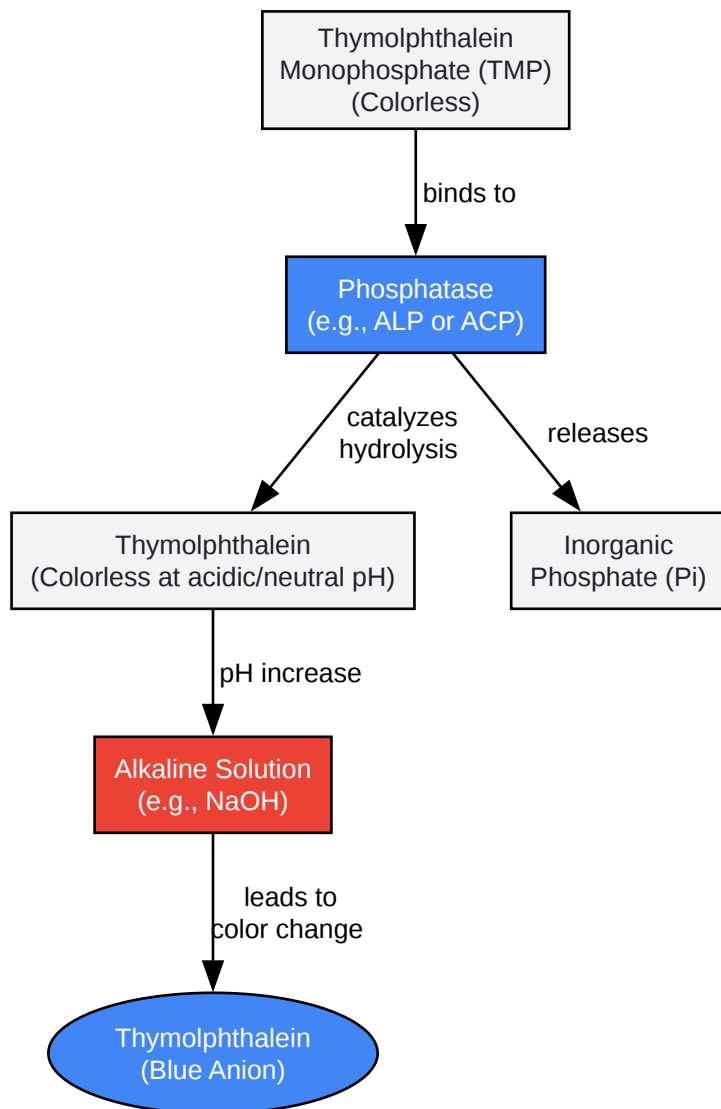 Thymolphthalein
Monophosphate (TMP)
(Colorless)
binds to
Phosphatase
(e.g., ALP or ACP)
catalyzes
hydrolysis
releases
Thymolphthalein
(Colorless at acidic/neutral pH)
Inorganic
Phosphate (Pi)
pH increase
Alkaline Solution
(e.g., NaOH)
leads to
color change
Thymolphthalein
(Blue Anion)